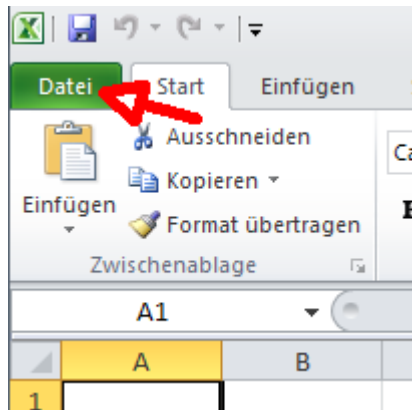 Datei Start Einfügen
Ausschneiden
Kopieren
Einfügen
Format übertragen
Zwischenablage
A1
A B
1